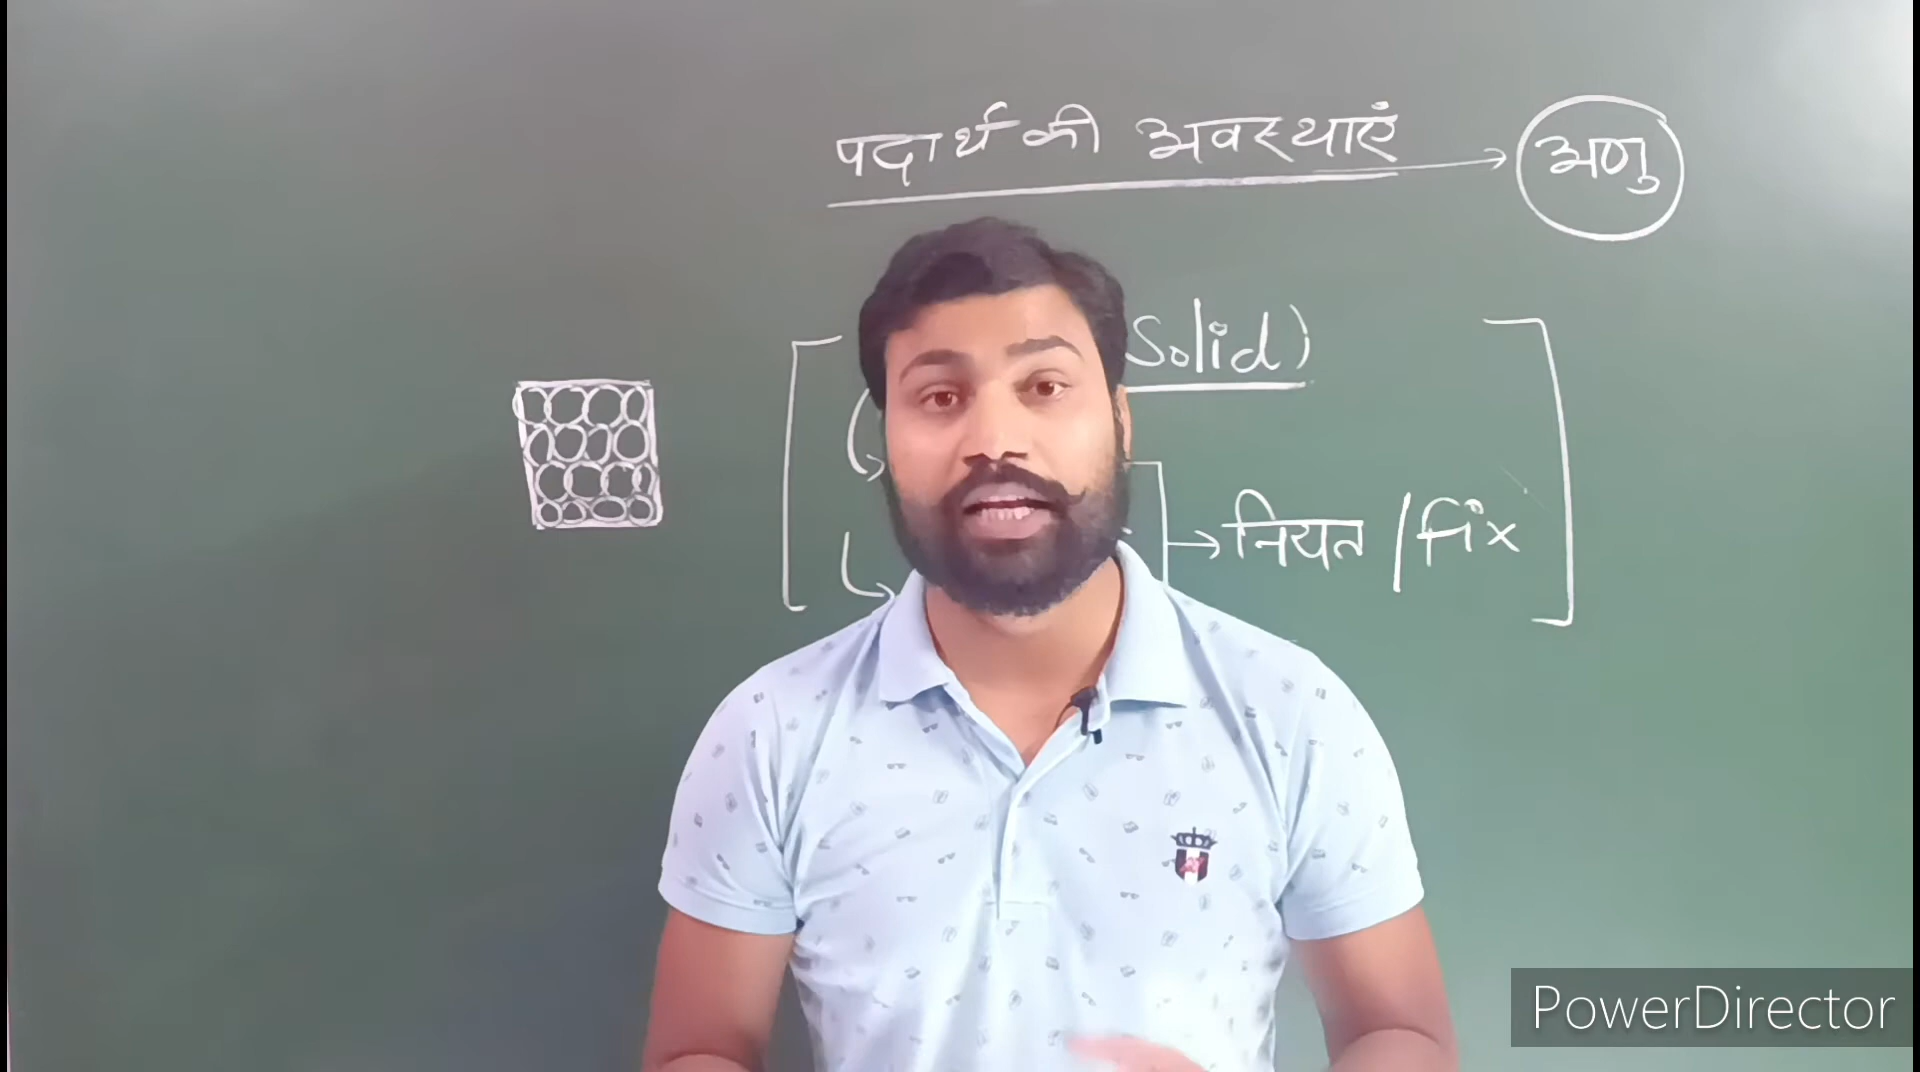 पदार्थ की अवस्थाएं → अणु
Solid)
→ नियत / fix
PowerDirector